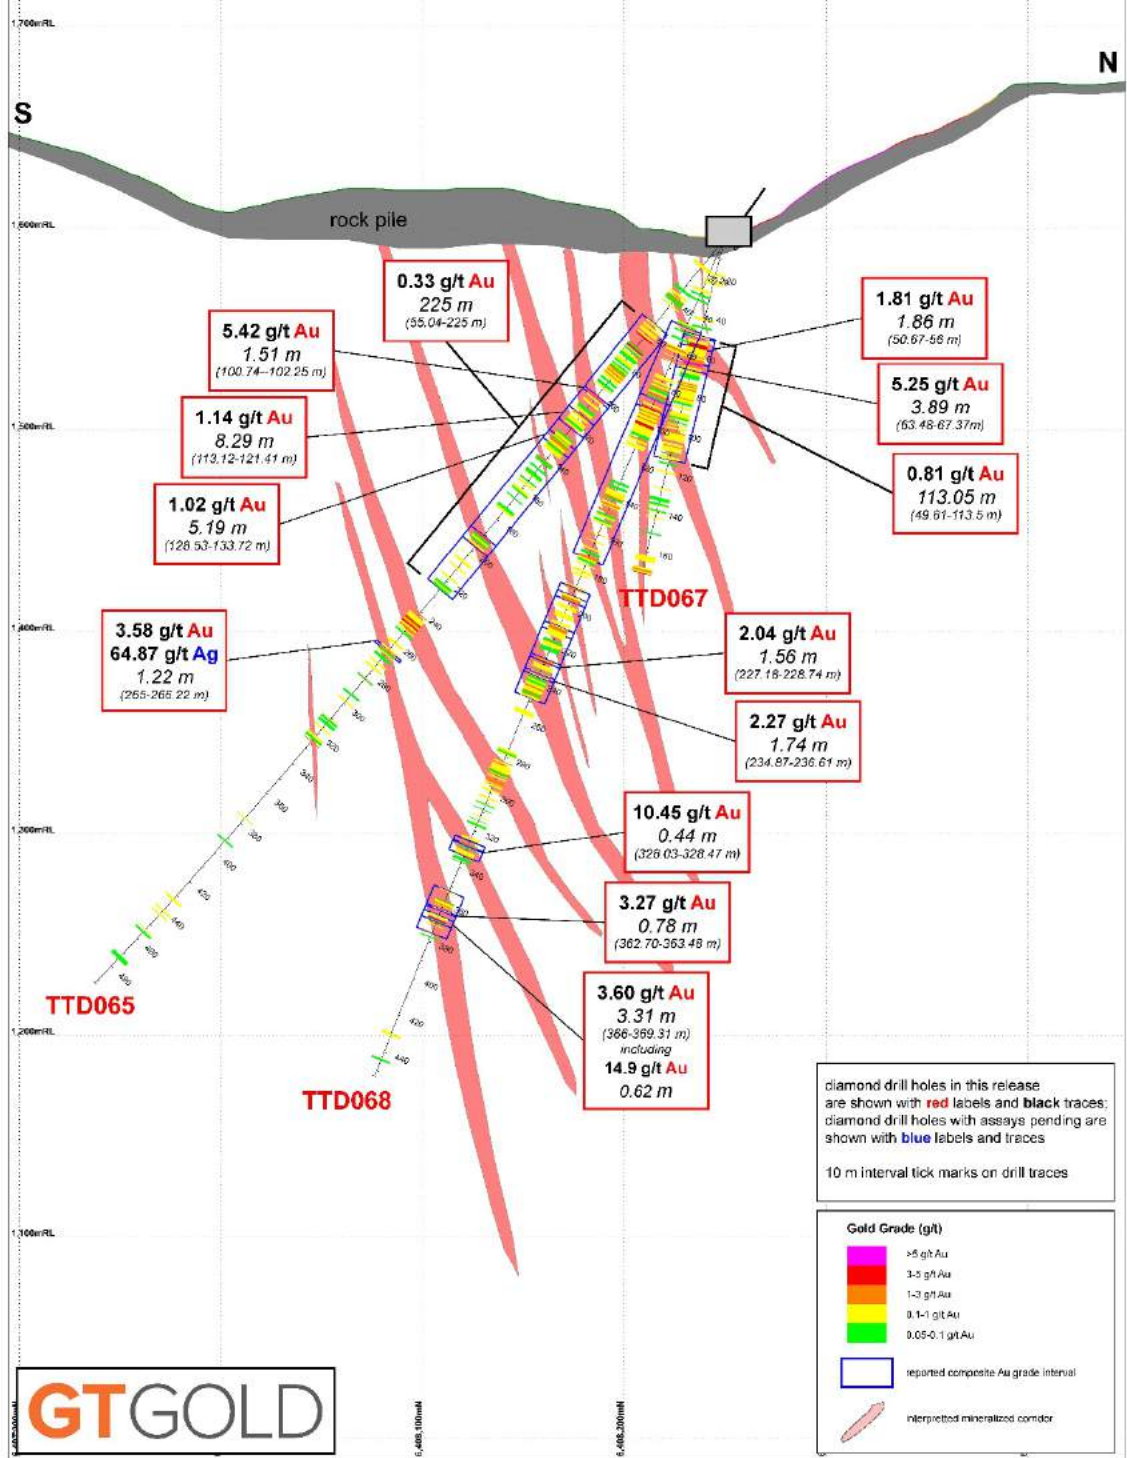 1,700mRL
N
S
1,600mRL
rock pile
0.33 g/t Au
225 m
(55.04-225 m)
1.81 g/t Au
1.86 m
(50.67-56 m)
5.42 g/t Au
1.51 m
(100.74--102.25 m)
5.25 g/t Au
3.89 m
(63.48-67.37m)
1.14 g/t Au
8.29 m
(113.12-121.41 m)
1,500mRL
0.81 g/t Au
113.05 m
(49.61-113.5 m)
1.02 g/t Au
5.19 m
(128.53-133.72 m)
TTD067
3.58 g/t Au
64.87 g/t Ag
1.22 m
(265-266.22 m)
1,400mRL
2.04 g/t Au
1.56 m
(227.18-228.74 m)
2.27 g/t Au
1.74 m
(234.87-236.61 m)
1,300mRL
10.45 g/t Au
0.44 m
(328.03-328.47 m)
3.27 g/t Au
0.78 m
(362.70-363.48 m)
TTD065
3.60 g/t Au
3.31 m
(366-369.31 m)
including
14.9 g/t Au
0.62 m
1,200mRL
TTD068
diamond drill holes in this release
are shown with red labels and black traces;
diamond drill holes with assays pending are
shown with blue labels and traces
10 m interval tick marks on drill traces
1,100mRL
Gold Grade (g/t)
>5 g/t Au
3-5 g/t Au
1-3 g/t Au
0.1-1 g/t Au
0.05-0.1 g/t Au
reported composite Au grade interval
interpretted mineralized corridor
GTGOLD
6,408,100mN
6,408,200mN